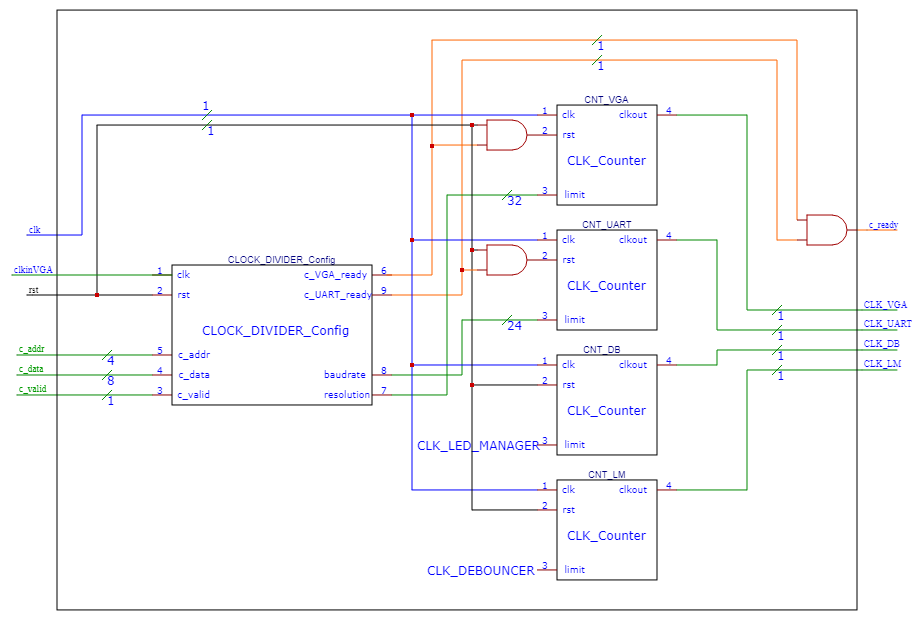 1
1
CNT_VGA
1 clk clkout 4
1
1
2 rst
CLK_Counter
3 limit
32
clk
c_ready
CNT_UART
1 clk clkout 4
2 rst
CLK_Counter
3 limit
24
CLOCK_DIVIDER_Config
clkinVGA
1 clk c_VGA_ready 6
rst
2 rst c_UART_ready 9
CLOCK_DIVIDER_Config
c_addr
4
5 c_addr
c_data
8
4 c_data baudrate 8
c_valid
1
3 c_valid resolution 7
CLK_VGA
1
CLK_UART
1
CLK_DB
1
CLK_LM
1
CNT_DB
1 clk clkout 4
2 rst
CLK_Counter
CLK_LED_MANAGER 3 limit
CNT_LM
1 clk clkout 4
2 rst
CLK_Counter
CLK_DEBOUNCER 3 limit